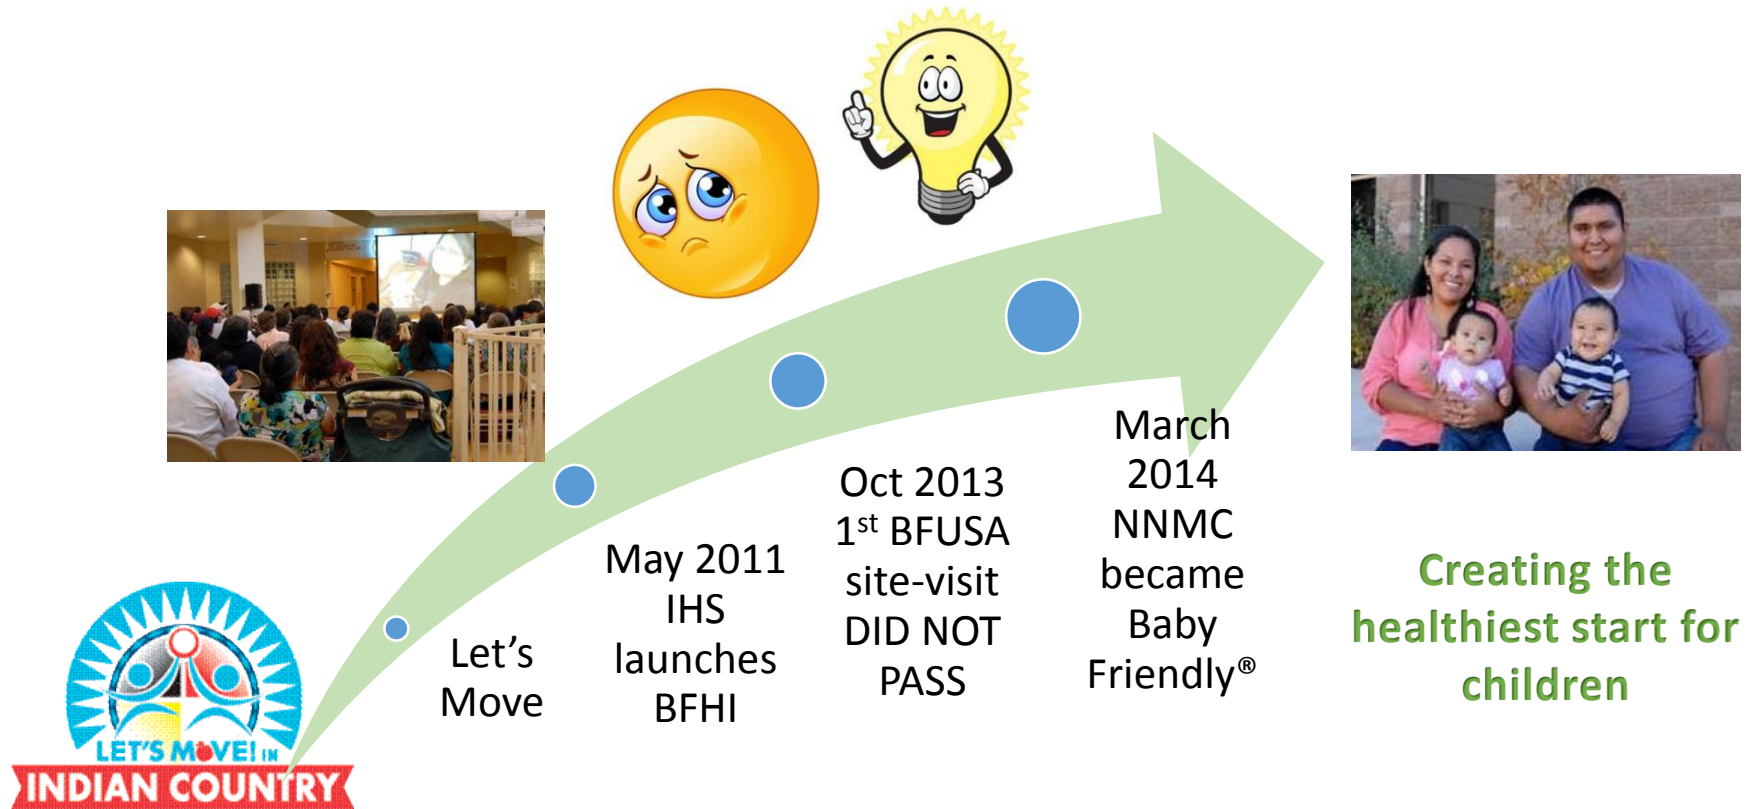 LET'S MOVE! IN
INDIAN COUNTRY
Let's
Move
May 2011
IHS
launches
BFHI
Oct 2013
1st BFUSA
site-visit
DID NOT
PASS
March
2014
NNMC
became
Baby
Friendly®
Creating the
healthiest start for
children